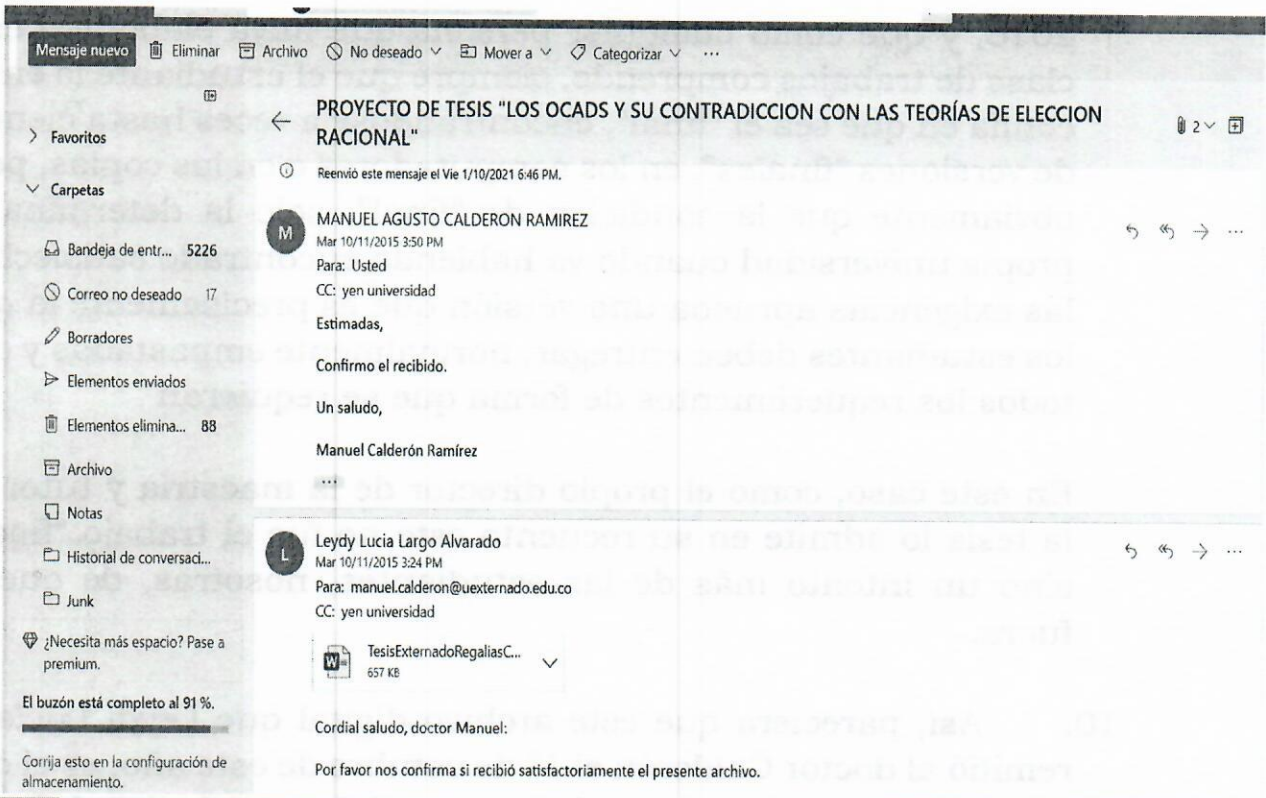 Mensaje nuevo Eliminar Archivo No deseado Mover a Categorizar ...
Favoritos
Carpetas
Bandeja de entr... 5226
Correo no deseado 17
Borradores
Elementos enviados
Elementos elimina... 88
Archivo
Notas
Historial de conversaci...
Junk
¿Necesita más espacio? Pase a
premium.
El buzón está completo al 91 %.
Corrija esto en la configuración de
almacenamiento.
PROYECTO DE TESIS "LOS OCADS Y SU CONTRADICCION CON LAS TEORÍAS DE ELECCION
RACIONAL"
2
Reenvió este mensaje el Vie 1/10/2021 6:46 PM.
M
MANUEL AGUSTO CALDERON RAMIREZ
Mar 10/11/2015 3:50 PM
Para: Usted
CC: yen universidad
Estimadas,
Confirmo el recibido.
Un saludo,
Manuel Calderón Ramírez
...
L
Leydy Lucia Largo Alvarado
Mar 10/11/2015 3:24 PM
Para: manuel.calderon@uexternado.edu.co
CC: yen universidad
TesisExternadoRegaliasC...
657 KB
Cordial saludo, doctor Manuel:
Por favor nos confirma si recibió satisfactoriamente el presente archivo.